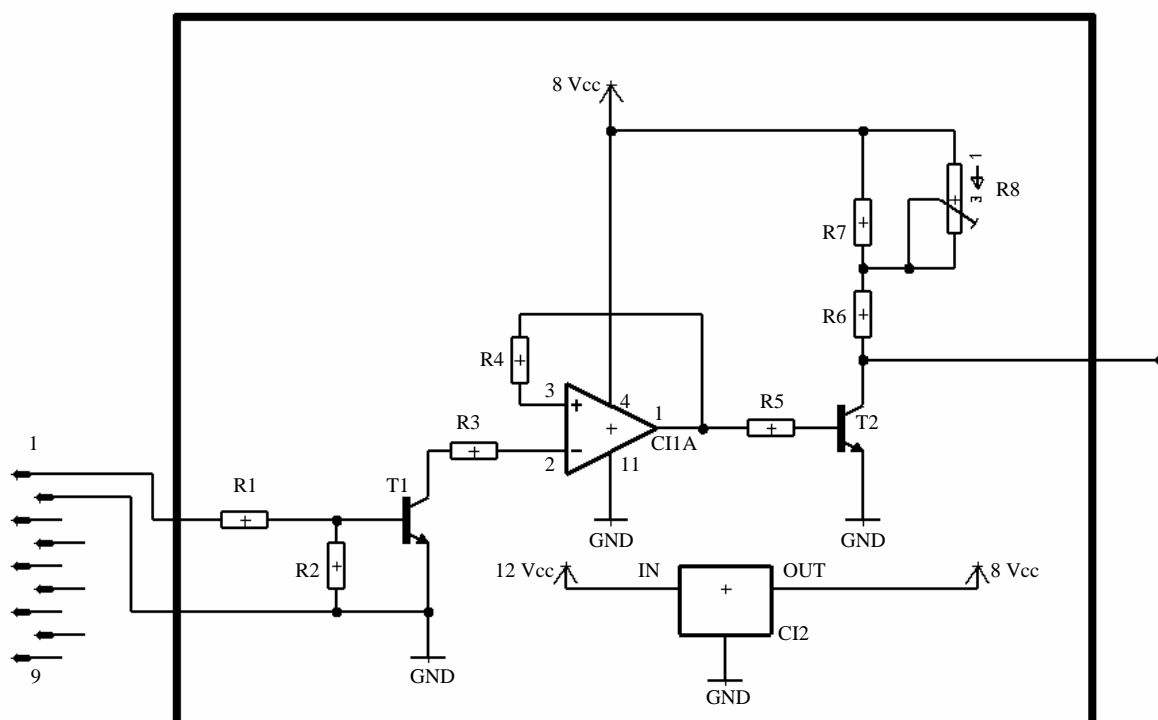 8 Vcc
1
3
R8
R7
R6
R4
3
4
1
R5
T2
R3
CI1A
2
11
1
R1
T1
GND
GND
R2
12 Vcc
IN
OUT
8 Vcc
CI2
9
GND
GND